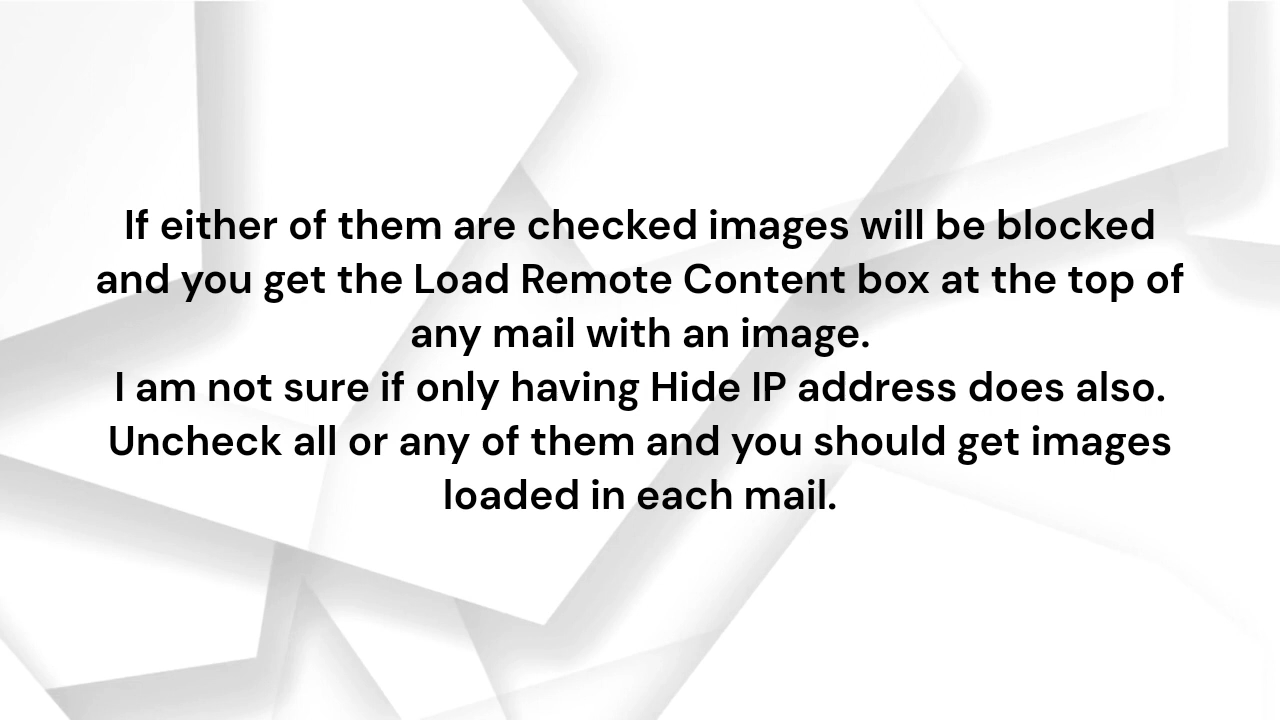 If either of them are checked images will be blocked
and you get the Load Remote Content box at the top of
any mail with an image.
I am not sure if only having Hide IP address does also.
Uncheck all or any of them and you should get images
loaded in each mail.